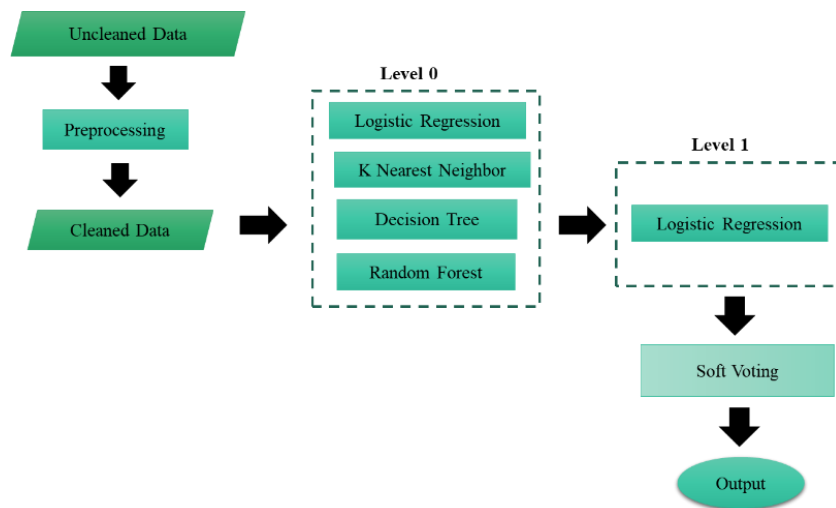 Uncleaned Data
Preprocessing
Cleaned Data
Level 0
Logistic Regression
K Nearest Neighbor
Decision Tree
Random Forest
Level 1
Logistic Regression
Soft Voting
Output